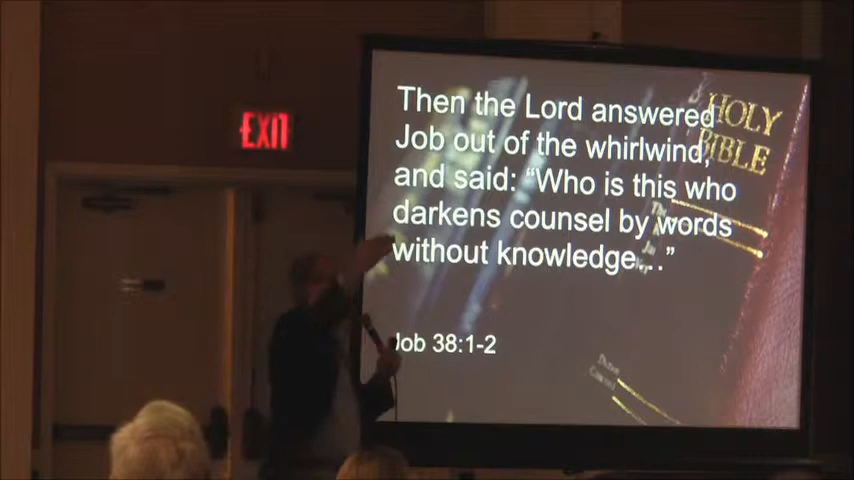 EXIT
Then the Lord answered
Job out of the whirlwind,
and said: “Who is this who
darkens counsel by words
without knowledge…”
Job 38:1-2
HOLY
BIBLE